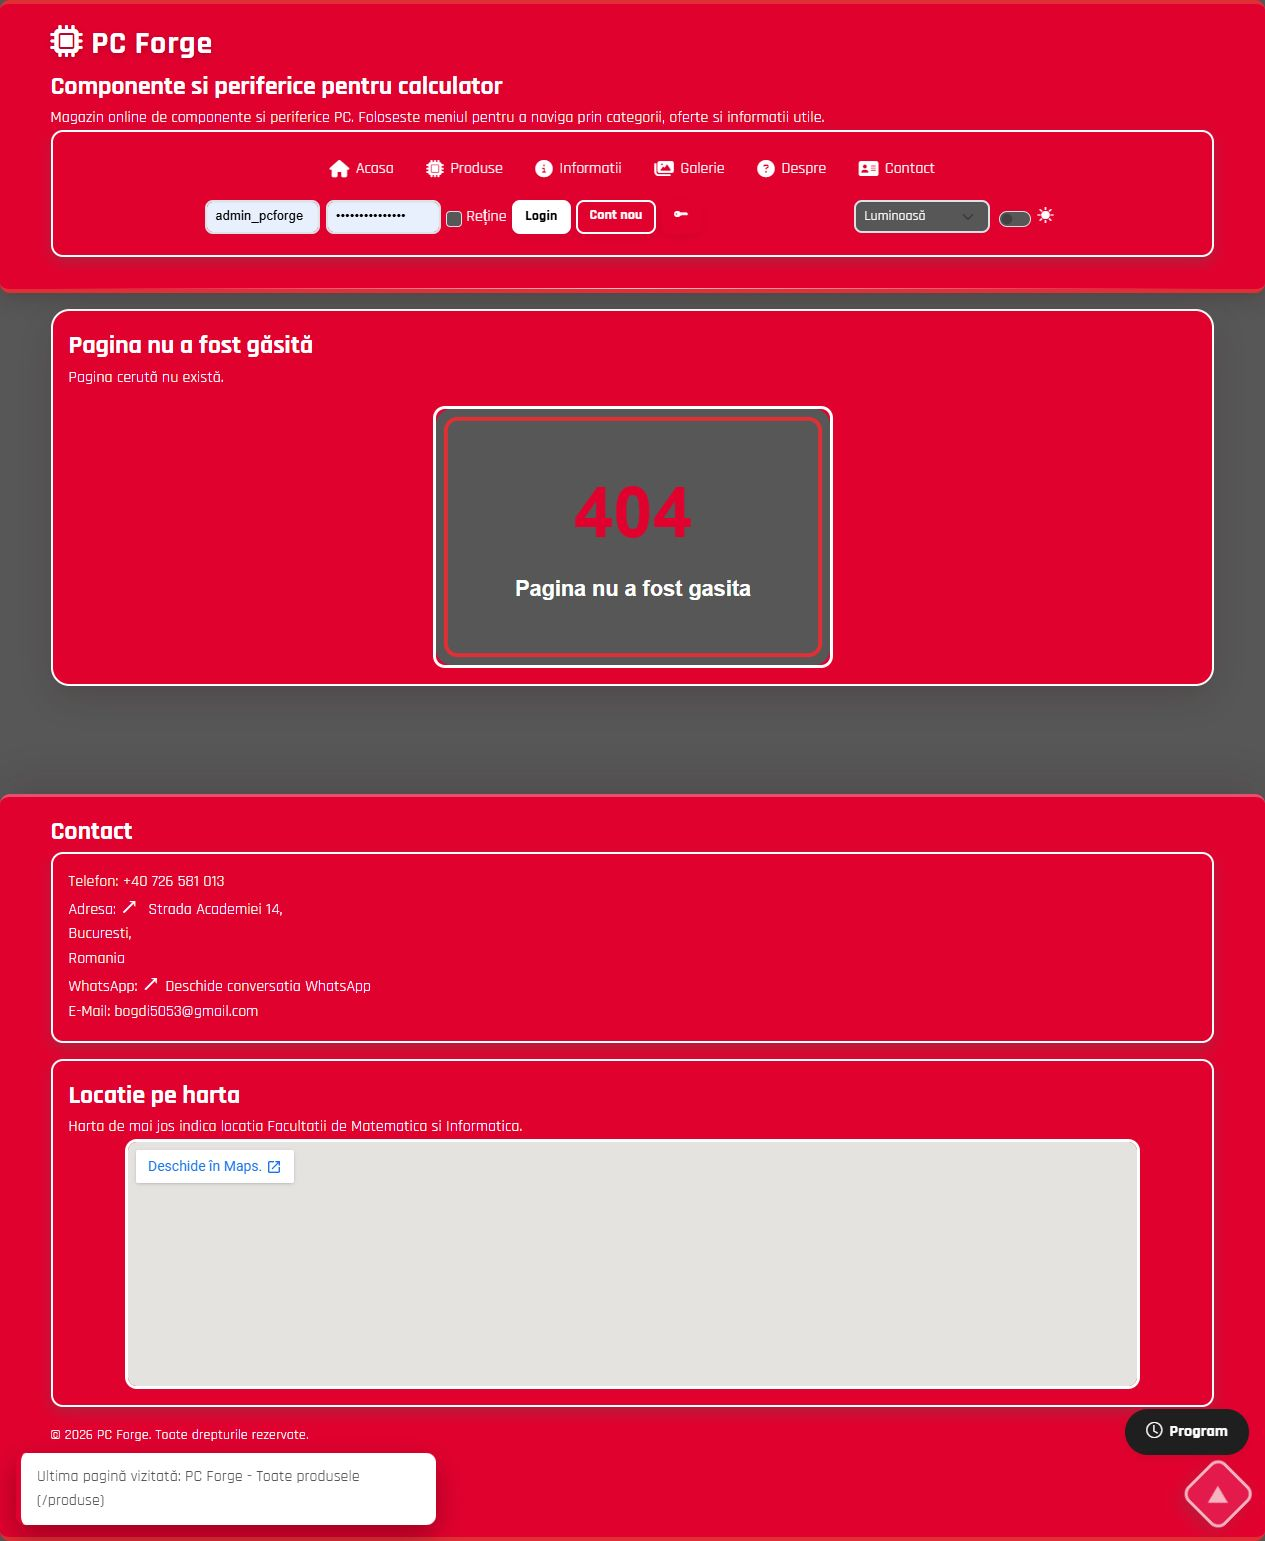 PC Forge
Componente si periferice pentru calculator
Magazin online de componente si periferice PC. Foloseste meniul pentru a naviga prin categorii, oferte si informatii utile.
Acasa Produse Informatii Galerie Despre Contact
admin_pcforge ••••••••••••••• Reține Login Cont nou Luminoasă
Pagina nu a fost găsită
Pagina cerută nu există.
404
Pagina nu a fost gasita
Contact
Telefon: +40 726 581 013
Adresa: Strada Academiei 14,
Bucuresti,
Romania
WhatsApp: Deschide conversatia WhatsApp
E-Mail: bogdi5053@gmail.com
Locatie pe harta
Harta de mai jos indica locatia Facultatii de Matematica si Informatica.
Deschide în Maps.
© 2026 PC Forge. Toate drepturile rezervate.
Program
Ultima pagină vizitată: PC Forge - Toate produsele
(/produse)